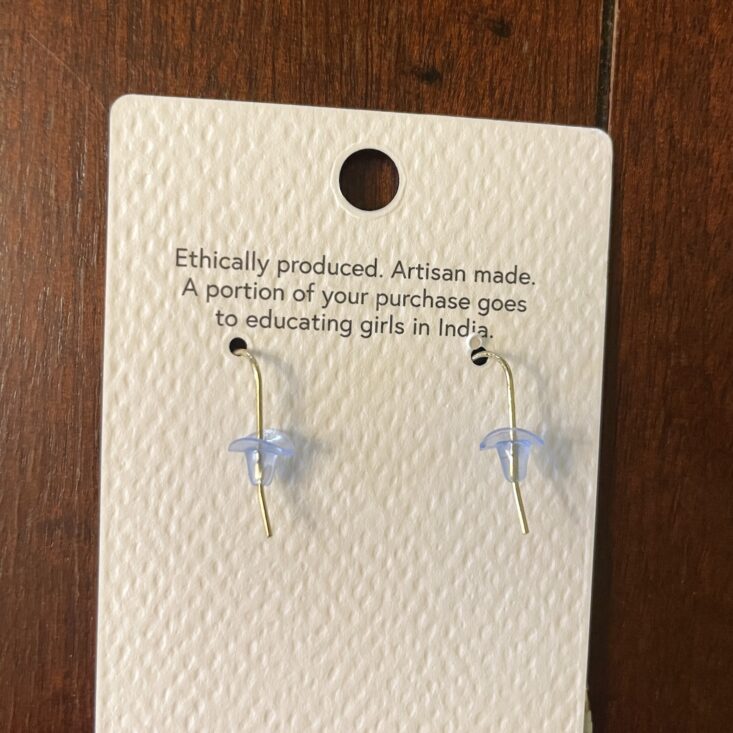 Ethically produced. Artisan made.
A portion of your purchase goes
to educating girls in India.